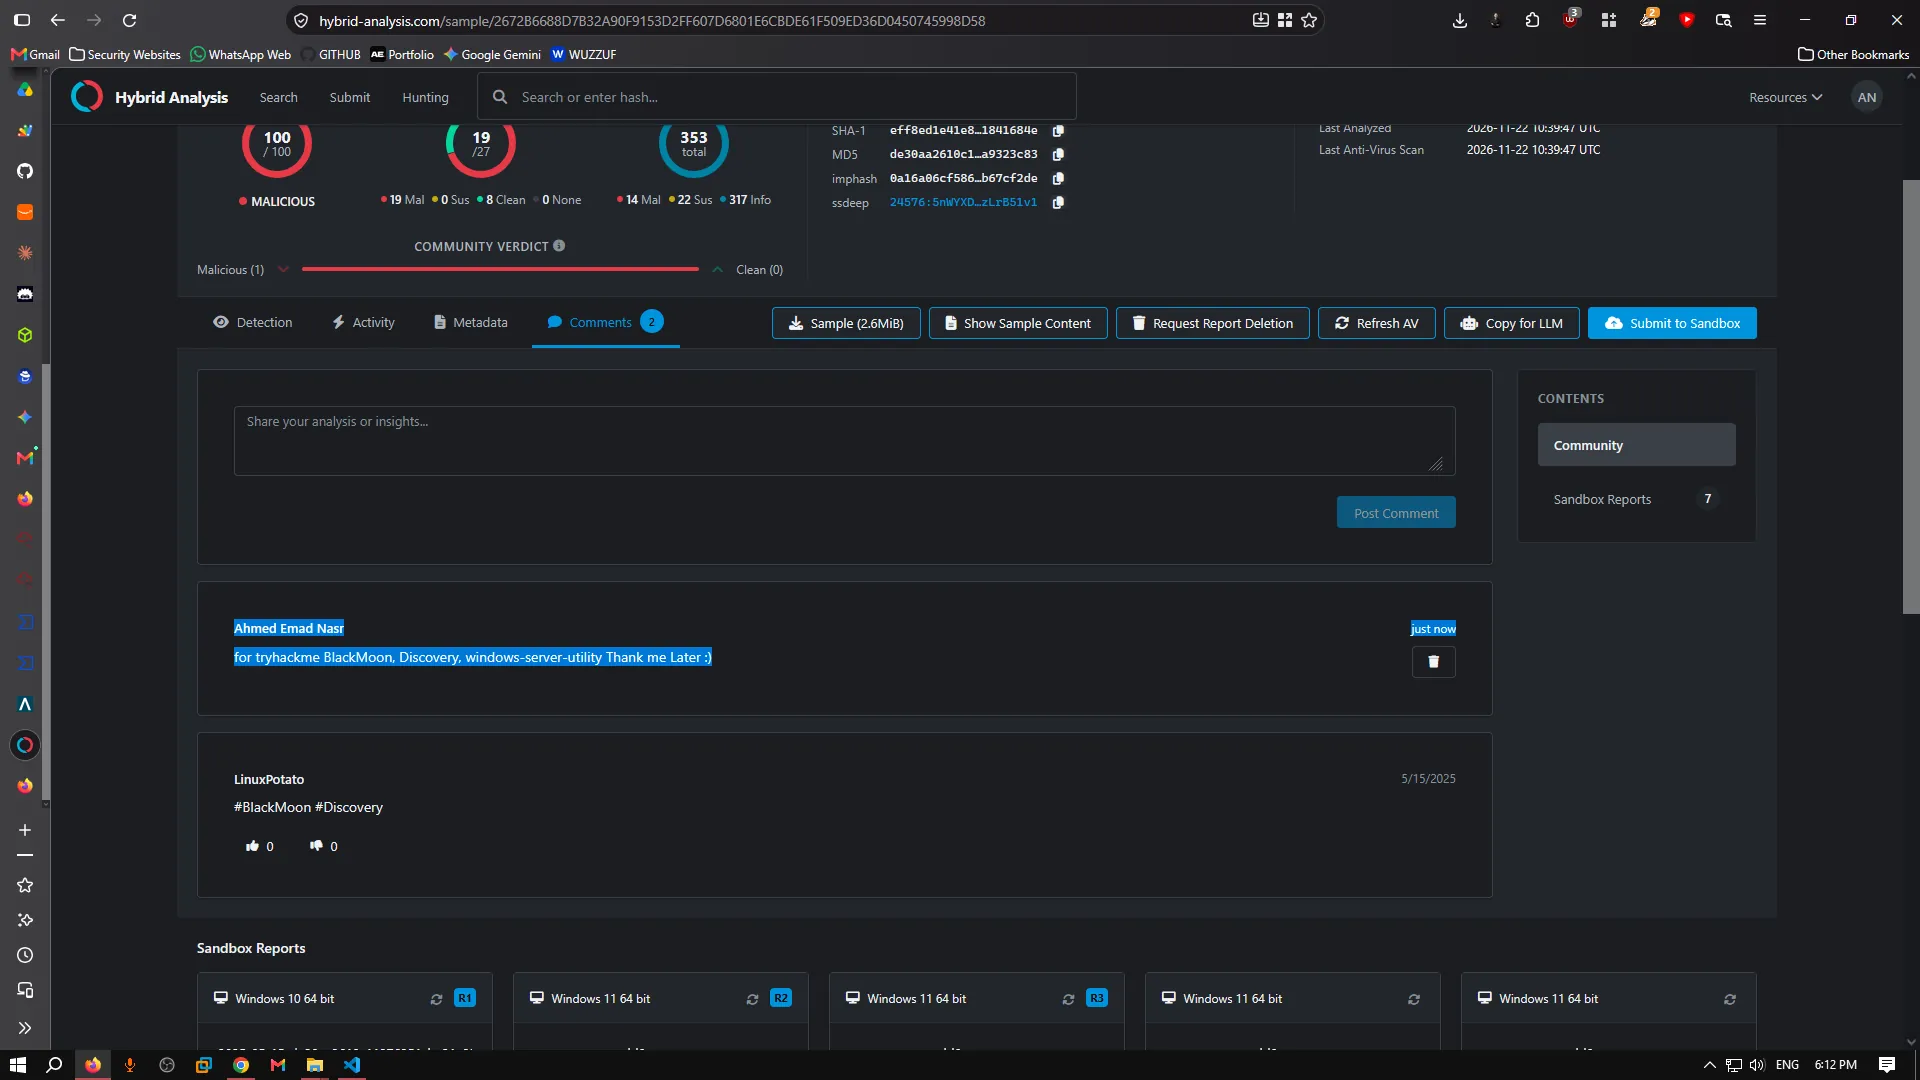 hybrid-analysis.com/sample/2672B6688D7B32A90F9153D2FF607D6801E6CBDE61F509ED36D0450745998D58
3
2
Gmail Security Websites WhatsApp Web GITHUB AE Portfolio Google Gemini W WUZZUF Other Bookmarks
Hybrid Analysis Search Submit Hunting Search or enter hash... Resources AN
100 / 100
MALICIOUS
19 /27
19 Mal 0 Sus 8 Clean 0 None
353 total
14 Mal 22 Sus 317 Info
COMMUNITY VERDICT
Malicious (1) Clean (0)
SHA-1 eff8ed1e41e8…1841684e
MD5 de30aa2610c1…a9323c83
imphash 0a16a06cf586…b67cf2de
ssdeep 24576:5nWYXD…zLrB51v1
Last Analyzed 2026-11-22 10:39:47 UTC
Last Anti-Virus Scan 2026-11-22 10:39:47 UTC
Detection Activity Metadata Comments 2
Sample (2.6MiB) Show Sample Content Request Report Deletion Refresh AV Copy for LLM Submit to Sandbox
Share your analysis or insights...
Post Comment
CONTENTS
Community
Sandbox Reports 7
Ahmed Emad Nasr just now
for tryhackme BlackMoon, Discovery, windows-server-utility Thank me Later :)
LinuxPotato 5/15/2025
#BlackMoon #Discovery
0 0
Sandbox Reports
Windows 10 64 bit R1
Windows 11 64 bit R2
Windows 11 64 bit R3
Windows 11 64 bit
Windows 11 64 bit
ENG 6:12 PM